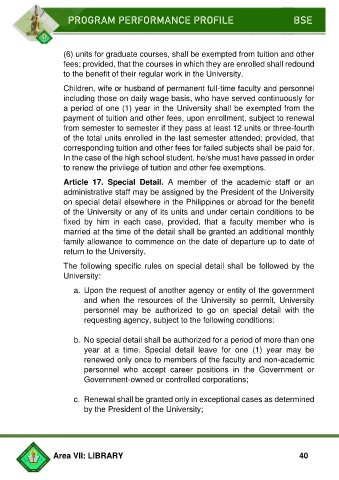 PROGRAM PERFORMANCE PROFILE BSE
(6) units for graduate courses, shall be exempted from tuition and other
fees; provided, that the courses in which they are enrolled shall redound
to the benefit of their regular work in the University.
Children, wife or husband of permanent full-time faculty and personnel
including those on daily wage basis, who have served continuously for
a period of one (1) year in the University shall be exempted from the
payment of tuition and other fees, upon enrollment, subject to renewal
from semester to semester if they pass at least 12 units or three-fourth
of the total units enrolled in the last semester attended; provided, that
corresponding tuition and other fees for failed subjects shall be paid for.
In the case of the high school student, he/she must have passed in order
to renew the privilege of tuition and other fee exemptions.
Article 17. Special Detail. A member of the academic staff or an
administrative staff may be assigned by the President of the University
on special detail elsewhere in the Philippines or abroad for the benefit
of the University or any of its units and under certain conditions to be
fixed by him in each case, provided, that a faculty member who is
married at the time of the detail shall be granted an additional monthly
family allowance to commence on the date of departure up to date of
return to the University.
The following specific rules on special detail shall be followed by the
University:
a. Upon the request of another agency or entity of the government
and when the resources of the University so permit, University
personnel may be authorized to go on special detail with the
requesting agency, subject to the following conditions:
b. No special detail shall be authorized for a period of more than one
year at a time. Special detail leave for one (1) year may be
renewed only once to members of the faculty and non-academic
personnel who accept career positions in the Government or
Government-owned or controlled corporations;
c. Renewal shall be granted only in exceptional cases as determined
by the President of the University;
Area VII: LIBRARY 40